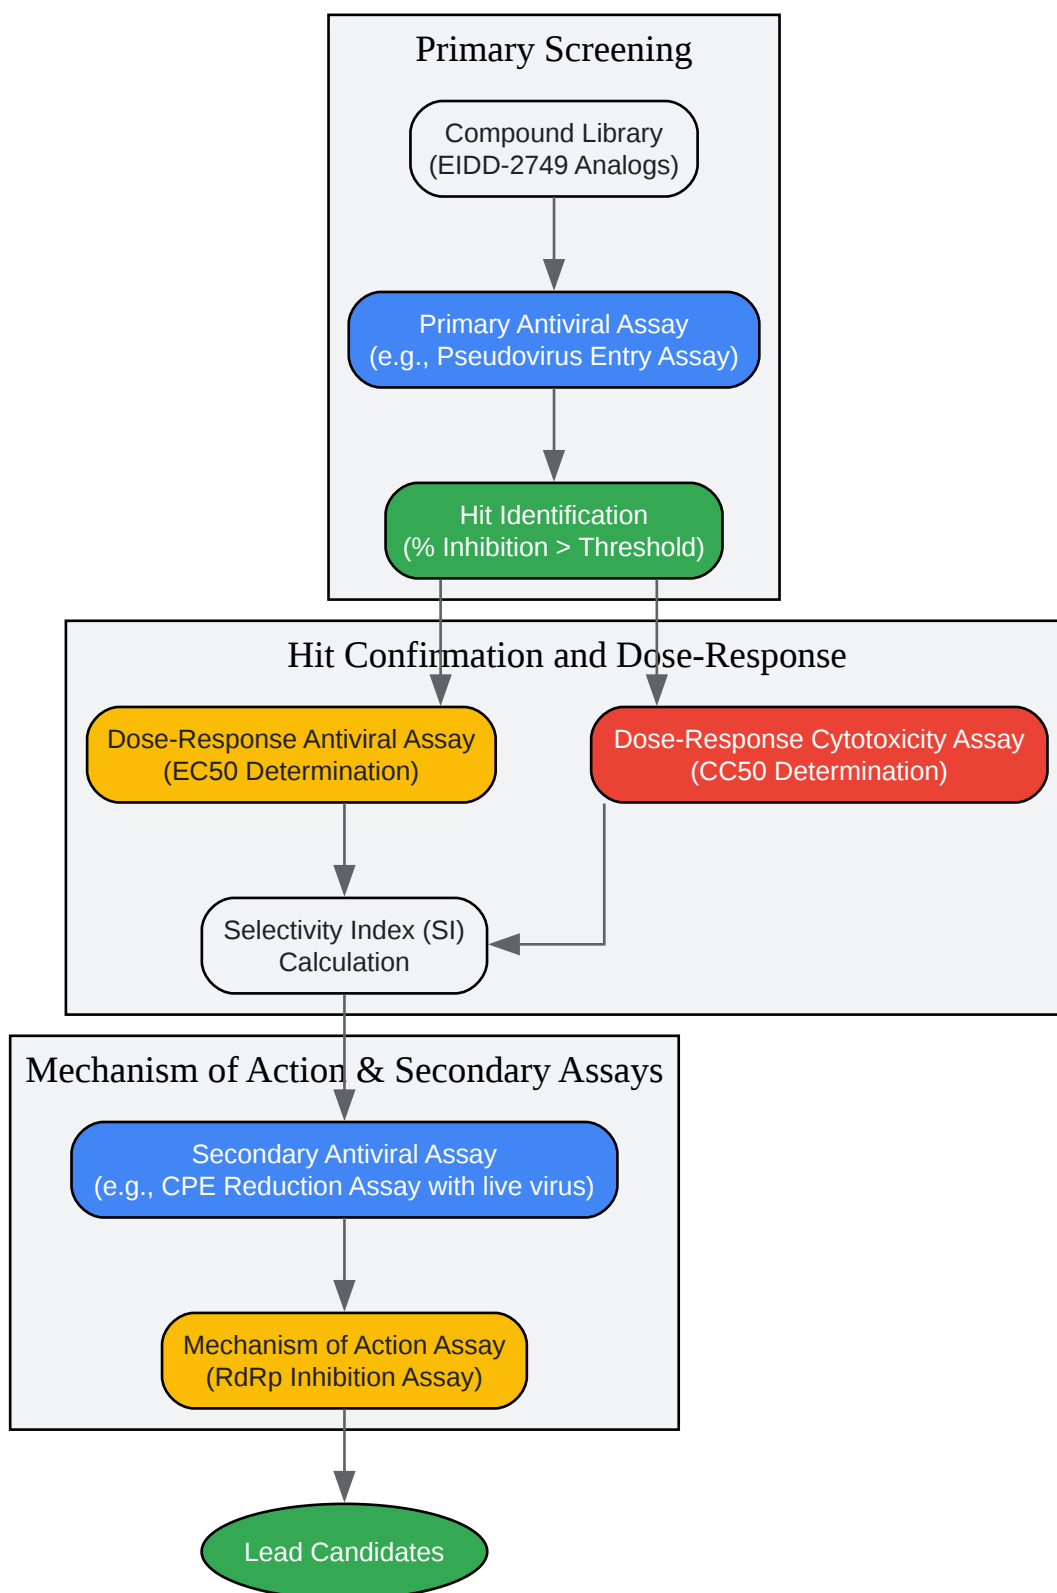 Primary Screening
Compound Library
(EIDD-2749 Analogs)
Primary Antiviral Assay
(e.g., Pseudovirus Entry Assay)
Hit Identification
(% Inhibition > Threshold)
Hit Confirmation and Dose-Response
Dose-Response Antiviral Assay
(EC50 Determination)
Dose-Response Cytotoxicity Assay
(CC50 Determination)
Selectivity Index (SI)
Calculation
Mechanism of Action & Secondary Assays
Secondary Antiviral Assay
(e.g., CPE Reduction Assay with live virus)
Mechanism of Action Assay
(RdRp Inhibition Assay)
Lead Candidates